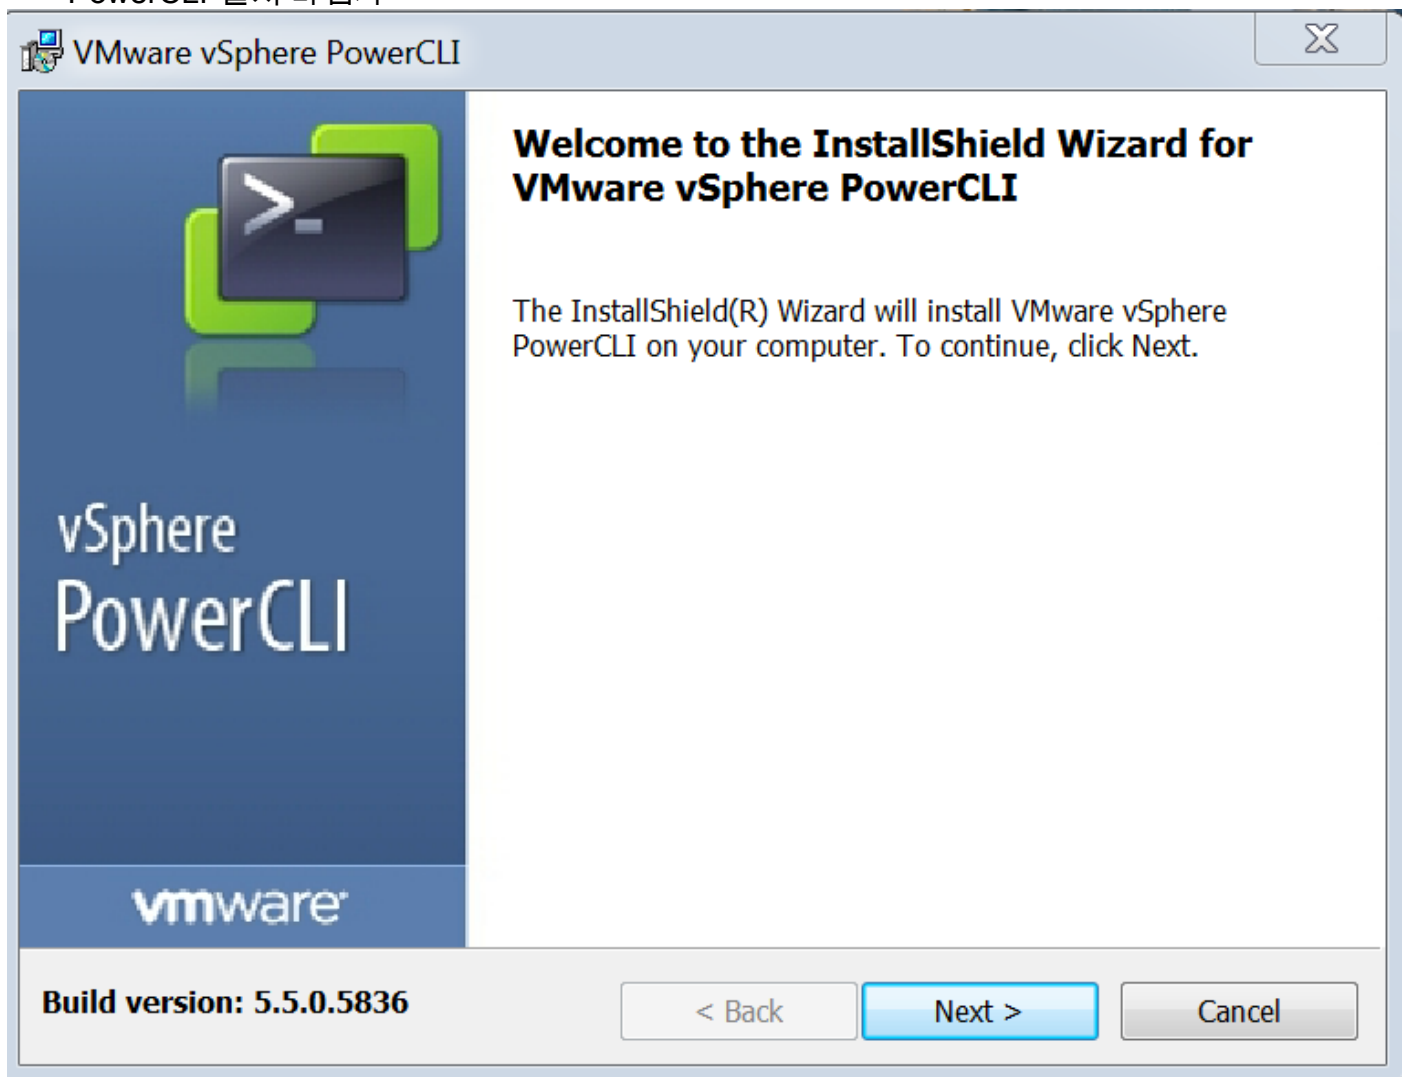 VMware vSphere PowerCLI
Welcome to the InstallShield Wizard for
VMware vSphere PowerCLI
The InstallShield(R) Wizard will install VMware vSphere
PowerCLI on your computer. To continue, click Next.
vSphere
PowerCLI
vmware
Build version: 5.5.0.5836
< Back
Next >
Cancel